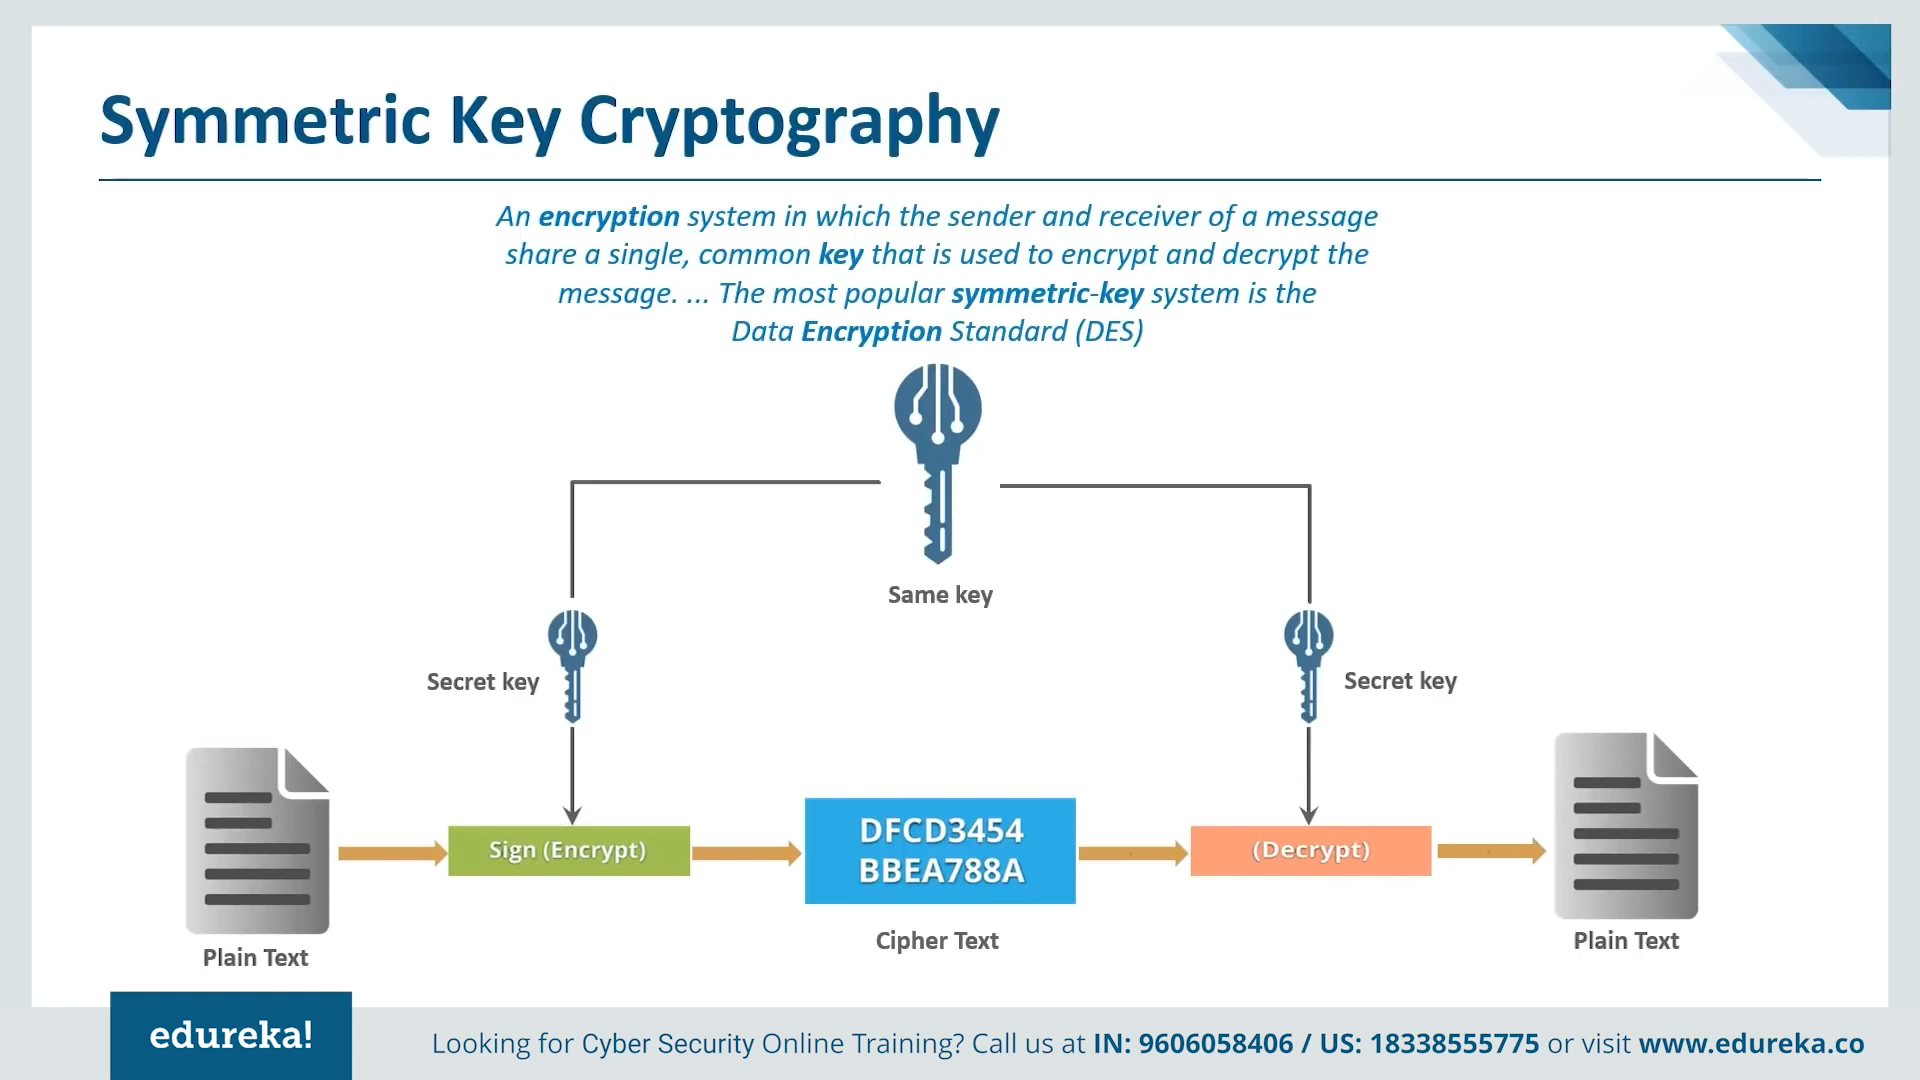 Symmetric Key Cryptography
An encryption system in which the sender and receiver of a message
share a single, common key that is used to encrypt and decrypt the
message. ... The most popular symmetric-key system is the
Data Encryption Standard (DES)
Same key
Secret key
Secret key
Sign (Encrypt)
DFCD3454
BBEA788A
(Decrypt)
Plain Text
Cipher Text
Plain Text
edureka!
Looking for Cyber Security Online Training? Call us at IN: 9606058406 / US: 18338555775 or visit www.edureka.co